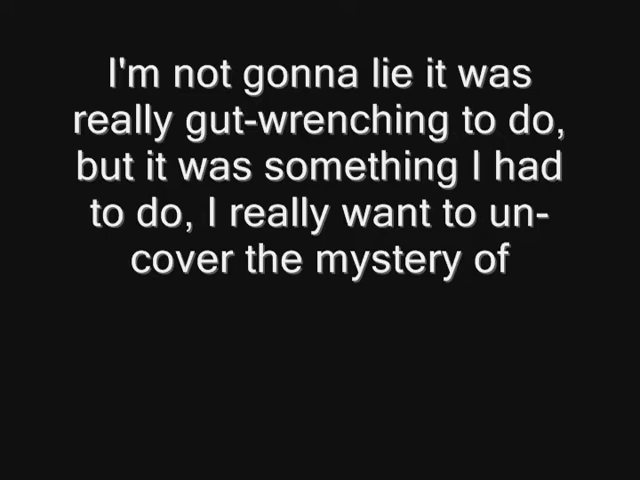 I'm not gonna lie it was
really gut-wrenching to do,
but it was something I had
to do, I really want to un-
cover the mystery of